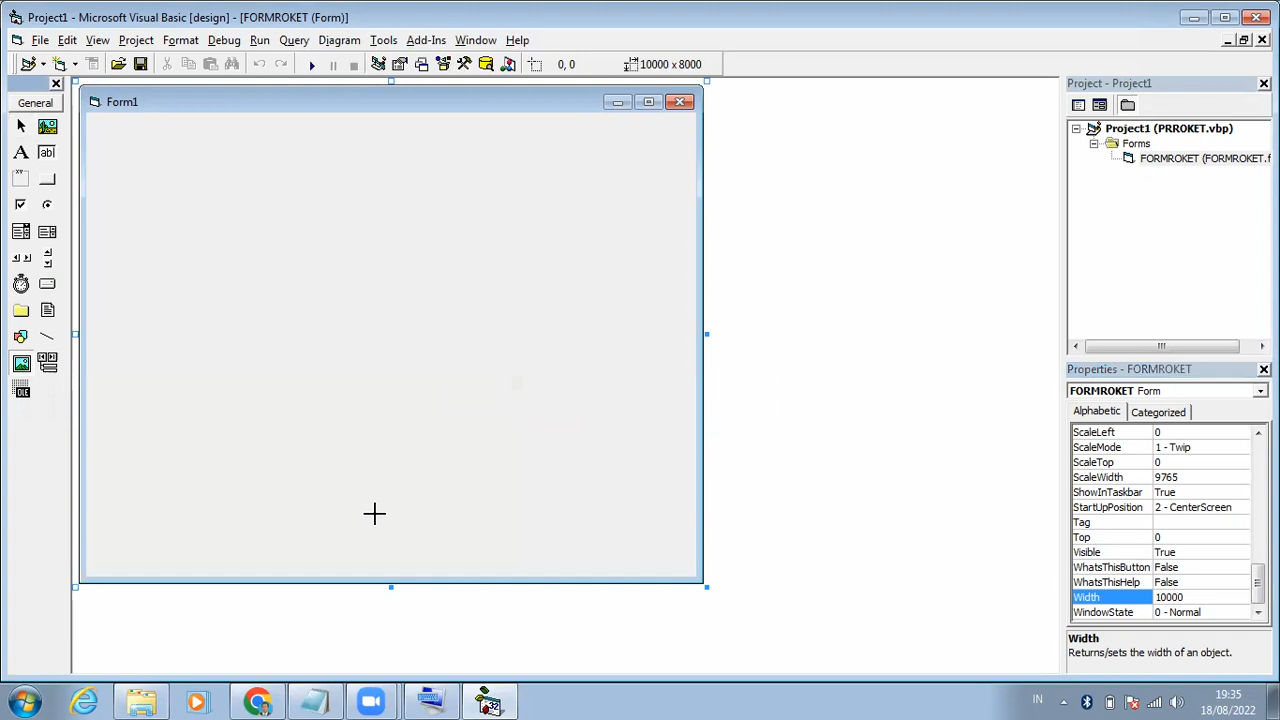 Project1 - Microsoft Visual Basic [design] - [FORMROKET (Form)]
File Edit View Project Format Debug Run Query Diagram Tools Add-Ins Window Help
0, 0 10000 x 8000
General
A ab|
OLE
Form1
Project - Project1
Project1 (PRROKET.vbp)
Forms
FORMROKET (FORMROKET.f
Properties - FORMROKET
FORMROKET Form
Alphabetic Categorized
ScaleLeft 0
ScaleMode 1 - Twip
ScaleTop 0
ScaleWidth 9765
ShowInTaskbar True
StartUpPosition 2 - CenterScreen
Tag
Top 0
Visible True
WhatsThisButton False
WhatsThisHelp False
Width 10000
WindowState 0 - Normal
Width
Returns/sets the width of an object.
32
IN
19:35
18/08/2022